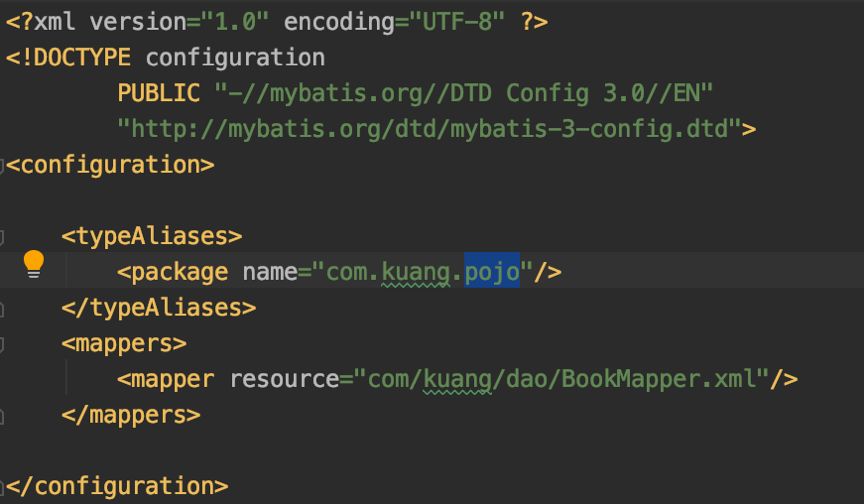 <?xml version="1.0" encoding="UTF-8" ?>
<!DOCTYPE configuration
        PUBLIC "-//mybatis.org//DTD Config 3.0//EN"
        "http://mybatis.org/dtd/mybatis-3-config.dtd">
<configuration>
    <typeAliases>
        <package name="com.kuang.pojo"/>
    </typeAliases>
    <mappers>
        <mapper resource="com/kuang/dao/BookMapper.xml"/>
    </mappers>
</configuration>